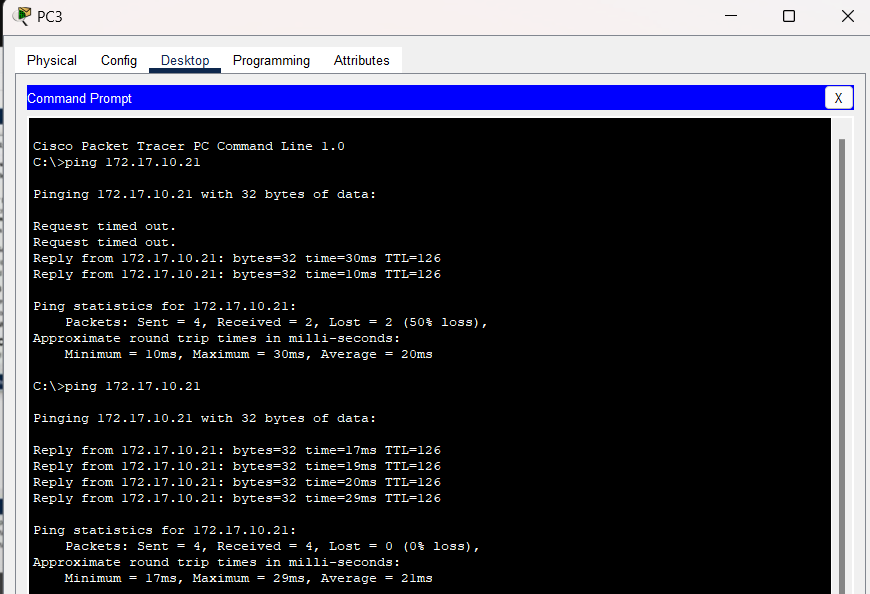 PC3
Physical Config Desktop Programming Attributes
Command Prompt X
Cisco Packet Tracer PC Command Line 1.0
C:\>ping 172.17.10.21
Pinging 172.17.10.21 with 32 bytes of data:
Request timed out.
Request timed out.
Reply from 172.17.10.21: bytes=32 time=30ms TTL=126
Reply from 172.17.10.21: bytes=32 time=10ms TTL=126
Ping statistics for 172.17.10.21:
Packets: Sent = 4, Received = 2, Lost = 2 (50% loss),
Approximate round trip times in milli-seconds:
Minimum = 10ms, Maximum = 30ms, Average = 20ms
C:\>ping 172.17.10.21
Pinging 172.17.10.21 with 32 bytes of data:
Reply from 172.17.10.21: bytes=32 time=17ms TTL=126
Reply from 172.17.10.21: bytes=32 time=19ms TTL=126
Reply from 172.17.10.21: bytes=32 time=20ms TTL=126
Reply from 172.17.10.21: bytes=32 time=29ms TTL=126
Ping statistics for 172.17.10.21:
Packets: Sent = 4, Received = 4, Lost = 0 (0% loss),
Approximate round trip times in milli-seconds:
Minimum = 17ms, Maximum = 29ms, Average = 21ms